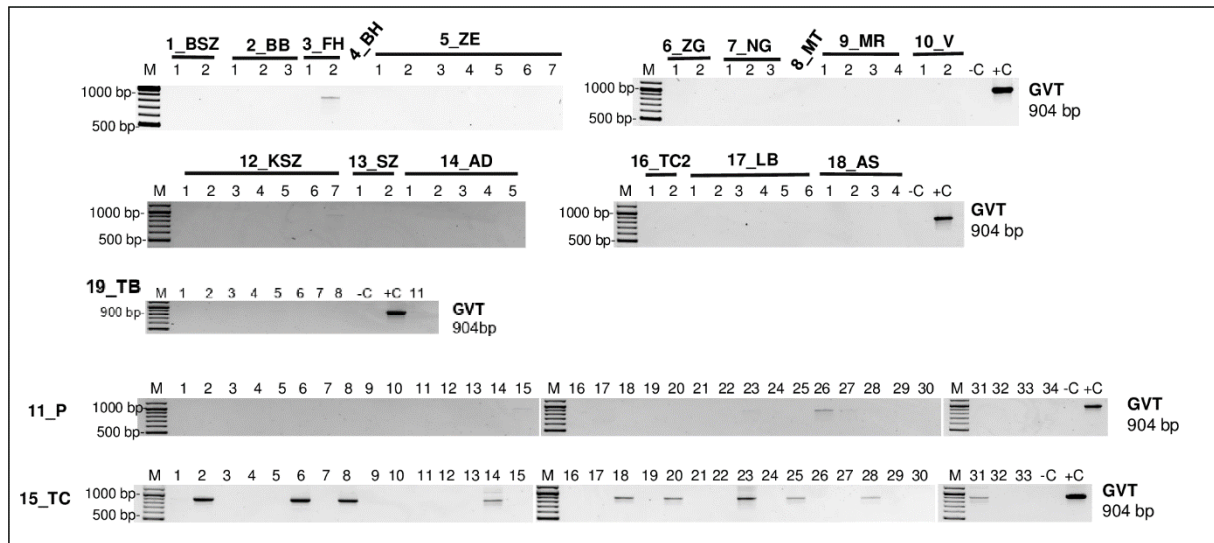 1_BSZ 2_BB 3_FH 4_BH 5_ZE 6_ZG 7_NG 8_MT 9_MR 10_V
M 1 2 1 2 3 1 2 1 2 3 4 5 6 7 M 1 2 1 2 3 1 2 3 4 1 2 -C +C
1000 bp- 1000 bp- GVT
500 bp- 500 bp- 904 bp
12_KSZ 13_SZ 14_AD 16_TC2 17_LB 18_AS
M 1 2 3 4 5 6 7 1 2 1 2 3 4 5 M 1 2 1 2 3 4 5 6 1 2 3 4 -C +C
1000 bp- 1000 bp- GVT
500 bp- 500 bp- 904 bp
19_TB M 1 2 3 4 5 6 7 8 -C +C 11
900 bp- GVT
904bp
M 1 2 3 4 5 6 7 8 9 10 11 12 13 14 15 M 16 17 18 19 20 21 22 23 24 25 26 27 28 29 30 M 31 32 33 34 -C +C
11_P 1000 bp- GVT
500 bp- 904 bp
M 1 2 3 4 5 6 7 8 9 10 11 12 13 14 15 M 16 17 18 19 20 21 22 23 24 25 26 27 28 29 30 M 31 32 33 -C +C
15_TC 1000 bp- GVT
500 bp- 904 bp